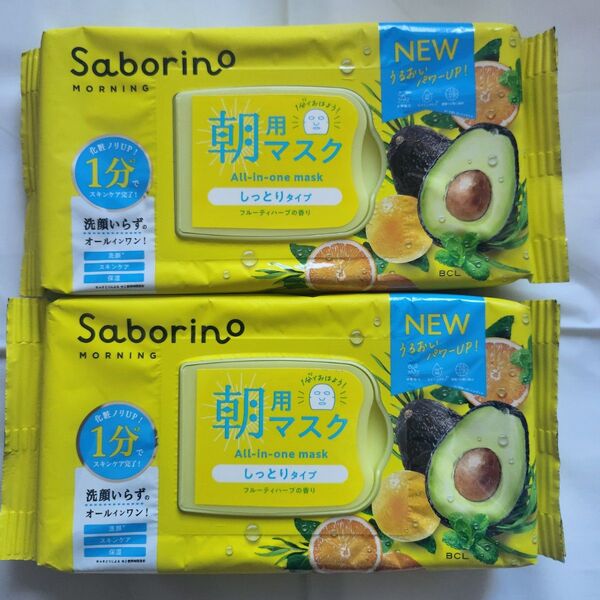 Saborino
MORNING
NEW
うるおい
パワーUP!
化粧ノリUP!
1分で
スキンケア完了!
洗顔いらずの
オールインワン!
洗顔*
スキンケア
保湿
1分でおはよう!
朝用マスク
All-in-one mask
しっとりタイプ
フルーティハーブの香り
BCL
Saborino
MORNING
NEW
うるおい
パワーUP!
化粧ノリUP!
1分で
スキンケア完了!
洗顔いらずの
オールインワン!
洗顔*
スキンケア
保湿
1分でおはよう!
朝用マスク
All-in-one mask
しっとりタイプ
フルーティハーブの香り
BCL